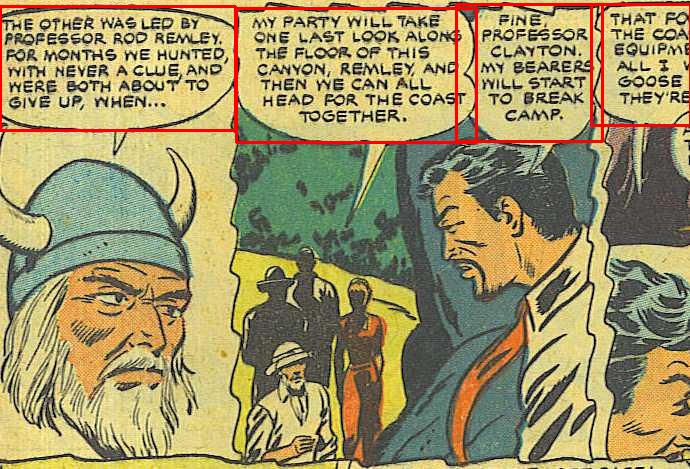 THE OTHER WAS LED BY
PROFESSOR ROD REMLEY.
FOR MONTHS WE HUNTED,
WITH NEVER A CLUE, AND
WERE BOTH ABOUT TO
GIVE UP, WHEN...
MY PARTY WILL TAKE
ONE LAST LOOK ALONG
THE FLOOR OF THIS
CANYON, REMLEY, AND
THEN WE CAN ALL
HEAD FOR THE COAST
TOGETHER.
FINE,
PROFESSOR
CLAYTON.
MY BEARERS
WILL START
TO BREAK
CAMP.
THAT FO
THE COA
EQUIPME
ALL I W
GOOSE
THEY'RE